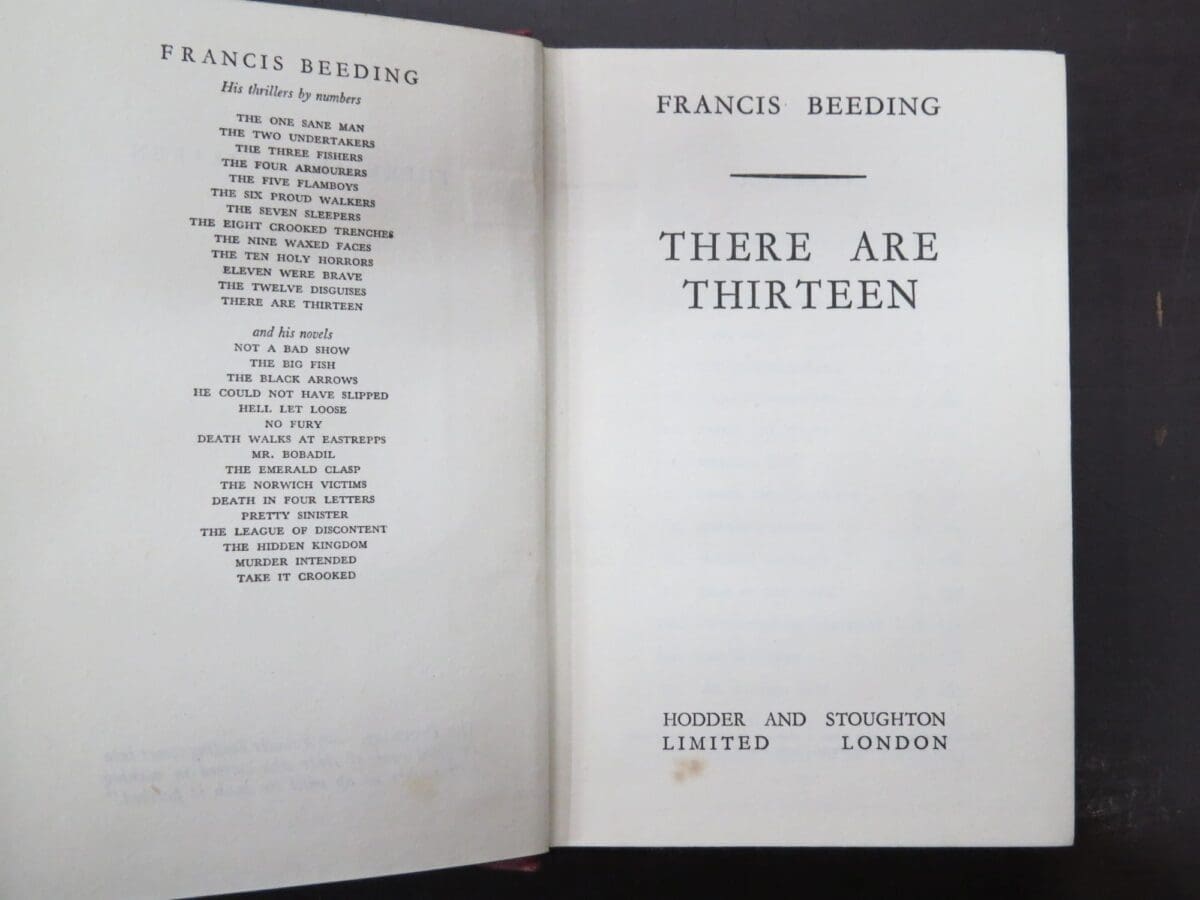 FRANCIS BEEDING
His thrillers by numbers
THE ONE SANE MAN
THE TWO UNDERTAKERS
THE THREE FISHERS
THE FOUR ARMOURERS
THE FIVE FLAMBOYS
THE SIX PROUD WALKERS
THE SEVEN SLEEPERS
THE EIGHT CROOKED TRENCHES
THE NINE WAXED FACES
THE TEN HOLY HORRORS
ELEVEN WERE BRAVE
THE TWELVE DISGUISES
THERE ARE THIRTEEN
and his novels
NOT A BAD SHOW
THE BIG FISH
THE BLACK ARROWS
HE COULD NOT HAVE SLIPPED
HELL LET LOOSE
NO FURY
DEATH WALKS AT EASTREPPS
MR. BOBADIL
THE EMERALD CLASP
THE NORWICH VICTIMS
DEATH IN FOUR LETTERS
PRETTY SINISTER
THE LEAGUE OF DISCONTENT
THE HIDDEN KINGDOM
MURDER INTENDED
TAKE IT CROOKED
FRANCIS BEEDING
THERE ARE
THIRTEEN
HODDER AND STOUGHTON
LIMITED LONDON